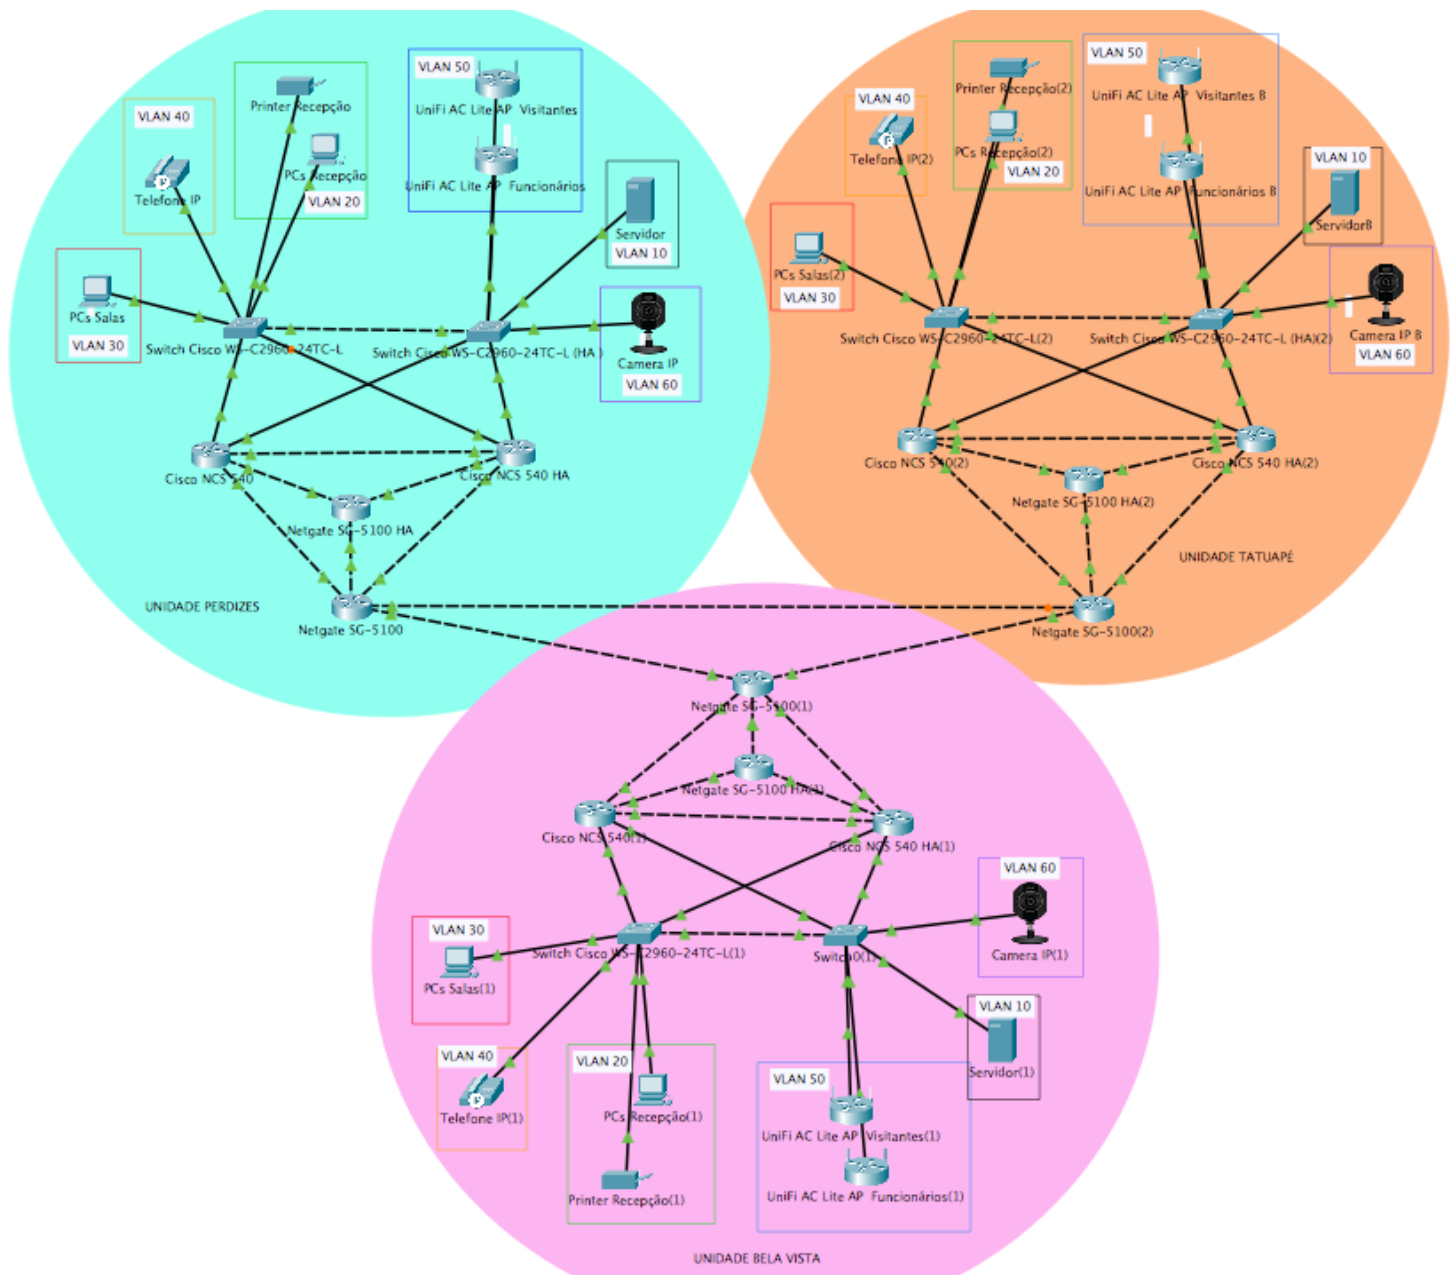 VLAN 50
VLAN 40
Printer Recepção
UniFi AC Lite AP Visitantes
PCs Recepção
VLAN 20
Telefone IP
UniFi AC Lite AP Funcionários
Servidor
VLAN 10
PCs Salas
VLAN 30
Switch Cisco WS-C2960-24TC-L
Switch Cisco WS-C2960-24TC-L (HA )
Camera IP
VLAN 60
Cisco NCS 540
Cisco NCS 540 HA
Netgate SG-5100 HA
UNIDADE PERDIZES
Netgate SG-5100
VLAN 50
VLAN 40
Printer Recepção(2)
UniFi AC Lite AP Visitantes B
Telefone IP(2)
PCs Recepção(2)
VLAN 20
UniFi AC Lite AP Funcionários B
VLAN 10
ServidorB
PCs Salas(2)
VLAN 30
Switch Cisco WS-C2960-24TC-L(2)
Switch Cisco WS-C2960-24TC-L (HA)(2)
Camera IP B
VLAN 60
Cisco NCS 540(2)
Cisco NCS 540 HA(2)
Netgate SG-5100 HA(2)
UNIDADE TATUAPÉ
Netgate SG-5100(2)
Netgate SG-5100(1)
Netgate SG-5100 HA(1)
Cisco NCS 540(1)
Cisco NCS 540 HA(1)
VLAN 60
VLAN 30
Switch Cisco WS-C2960-24TC-L(1)
Switch0(1)
Camera IP(1)
PCs Salas(1)
VLAN 10
VLAN 40
VLAN 20
VLAN 50
Servidor(1)
Telefone IP(1)
PCs Recepção(1)
UniFi AC Lite AP Visitantes(1)
Printer Recepção(1)
UniFi AC Lite AP Funcionários(1)
UNIDADE BELA VISTA